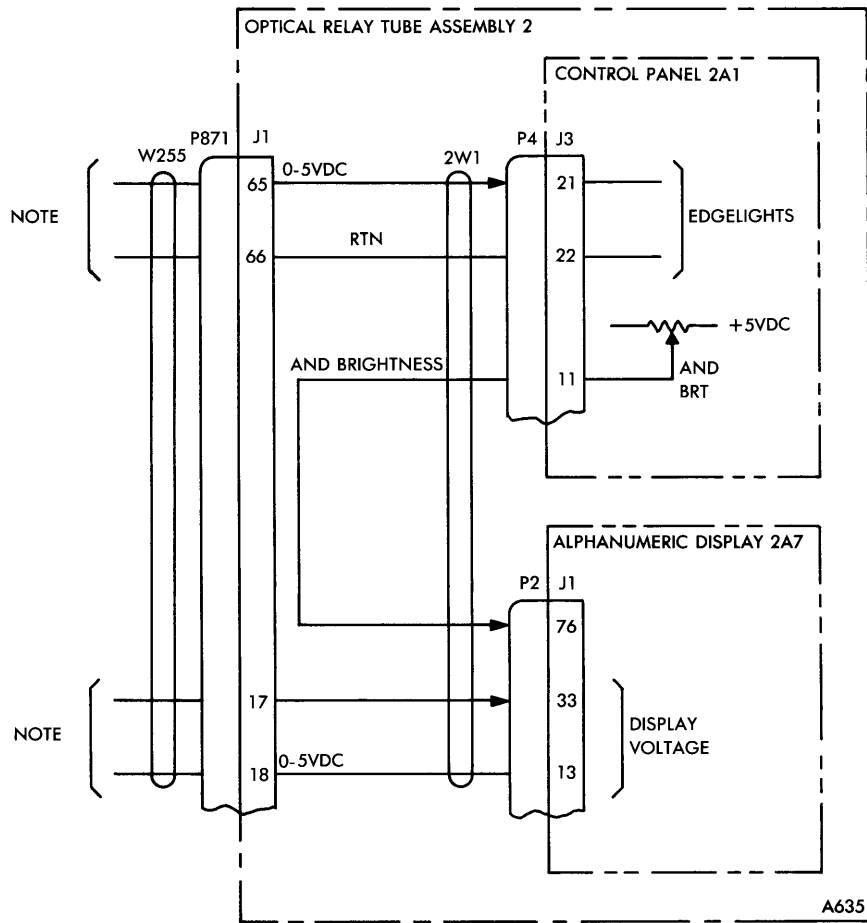 OPTICAL RELAY TUBE ASSEMBLY 2
CONTROL PANEL 2A1
P871 J1
P4 J3
W255
2W1
NOTE
65
0-5VDC
21
EDGELIGHTS
66
RTN
22
+5VDC
AND BRIGHTNESS
11
AND
BRT
ALPHANUMERIC DISPLAY 2A7
P2 J1
76
NOTE
17
33
DISPLAY
VOLTAGE
18
0-5VDC
13
A635